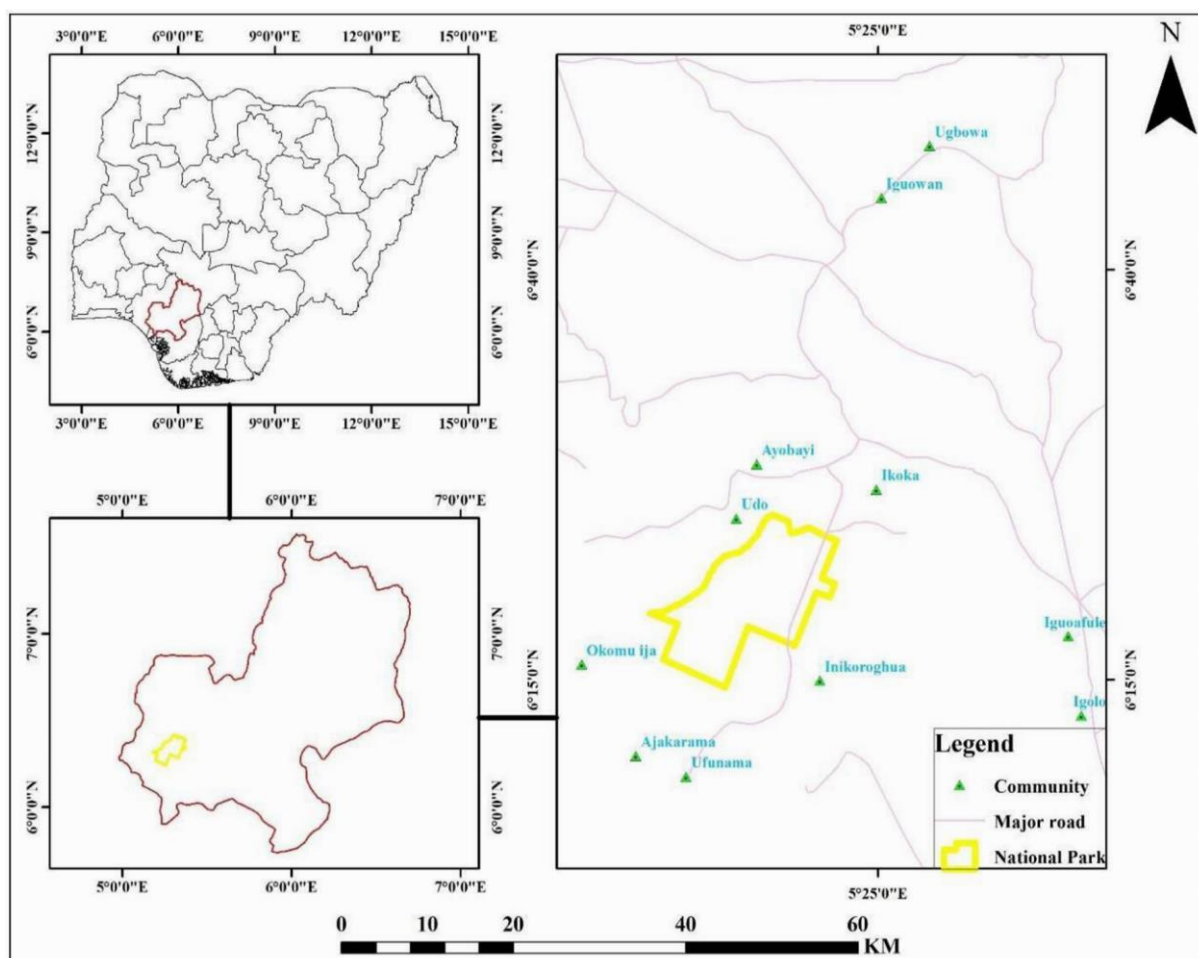 3°0'0"E 6°0'0"E 9°0'0"E 12°0'0"E 15°0'0"E
12°0'0"N
9°0'0"N
6°0'0"N
12°0'0"N
9°0'0"N
6°0'0"N
3°0'0"E 6°0'0"E 9°0'0"E 12°0'0"E 15°0'0"E
5°0'0"E 6°0'0"E 7°0'0"E
7°0'0"N
6°0'0"N
7°0'0"N
6°0'0"N
5°0'0"E 6°0'0"E 7°0'0"E
5°25'0"E
N
6°40'0"N
6°15'0"N
Ugbowa
Iguowan
Ayobayi
Ikoka
Udo
Iguoafule
Okomu ija
Inikoroghua
Igolo
Ajakarama
Ufunama
6°40'0"N
6°15'0"N
Legend
Community
Major road
National Park
5°25'0"E
0 10 20 40 60
KM